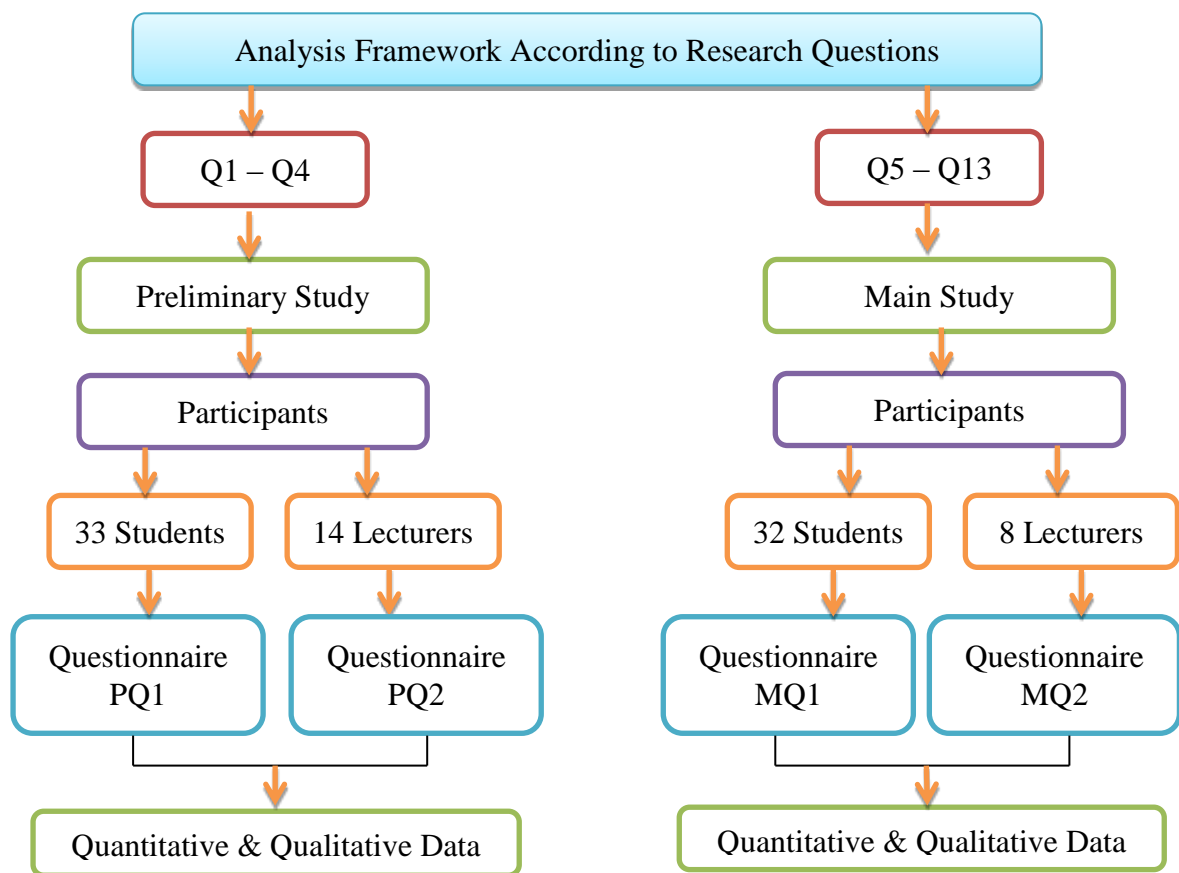 Analysis Framework According to Research Questions
Q1 – Q4
Q5 – Q13
Preliminary Study
Main Study
Participants
Participants
33 Students
14 Lecturers
32 Students
8 Lecturers
Questionnaire
PQ1
Questionnaire
PQ2
Questionnaire
MQ1
Questionnaire
MQ2
Quantitative & Qualitative Data
Quantitative & Qualitative Data